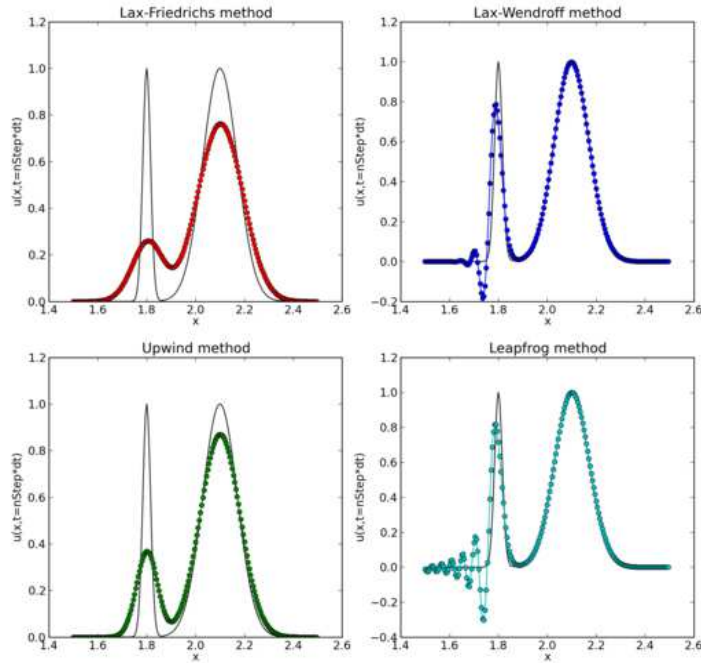 Lax-Friedrichs method
1.2
1.0
0.8
0.6
0.4
0.2
0.0
u(x,t=nStep*dt)
1.4 1.6 1.8 2.0 2.2 2.4 2.6
x
Lax-Wendroff method
1.2
1.0
0.8
0.6
0.4
0.2
0.0
−0.2
u(x,t=nStep*dt)
1.4 1.6 1.8 2.0 2.2 2.4 2.6
x
Upwind method
1.2
1.0
0.8
0.6
0.4
0.2
0.0
u(x,t=nStep*dt)
1.4 1.6 1.8 2.0 2.2 2.4 2.6
x
Leapfrog method
1.2
1.0
0.8
0.6
0.4
0.2
0.0
−0.2
−0.4
u(x,t=nStep*dt)
1.4 1.6 1.8 2.0 2.2 2.4 2.6
x